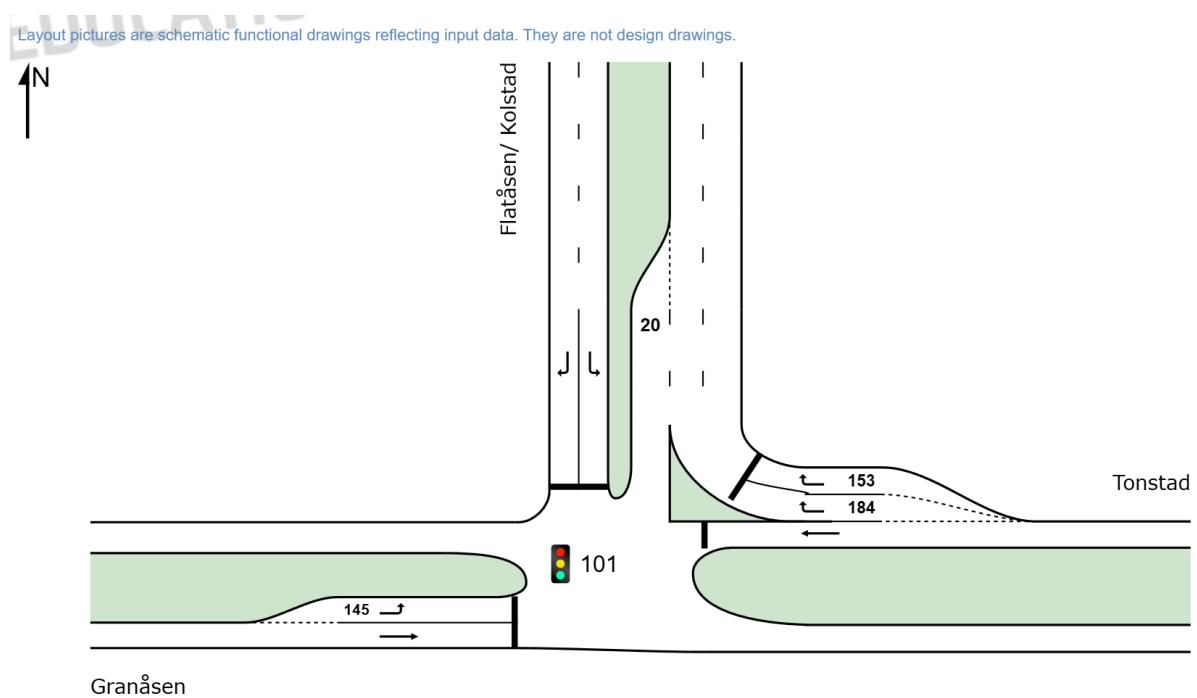 Layout pictures are schematic functional drawings reflecting input data. They are not design drawings.
N
Flatåsen/ Kolstad
20
153
Tonstad
184
101
145
Granåsen